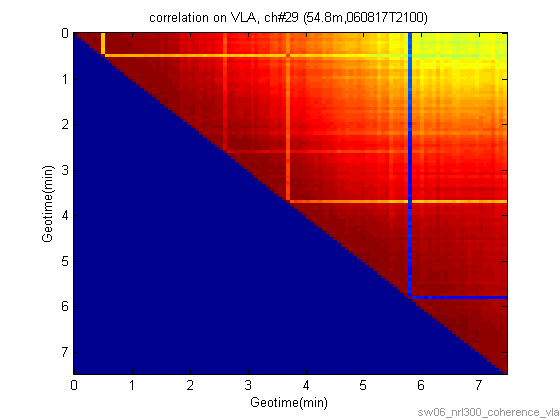 correlation on VLA, ch#29 (54.8m,060817T2100)
0
1
2
3
4
5
6
7
Geotime(min)
0 1 2 3 4 5 6 7
Geotime(min)
sw06_nrl300_coherence_vla